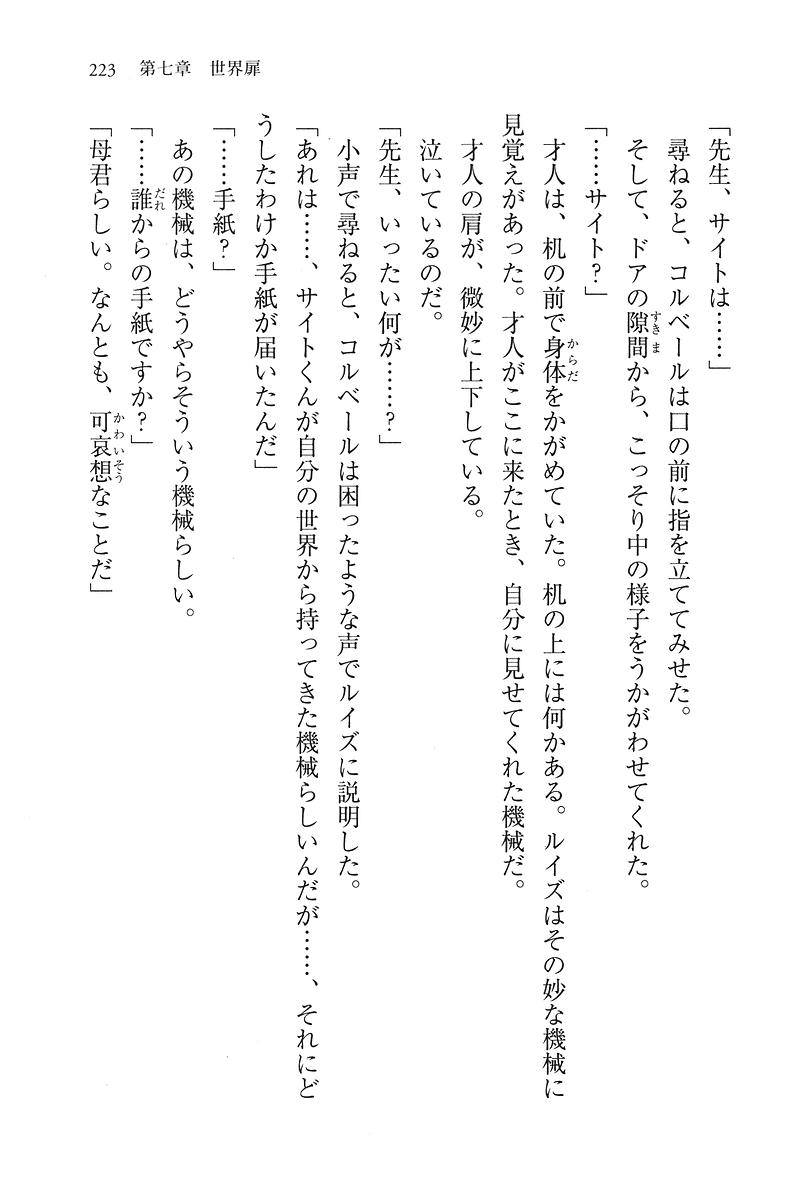 223　第七章　世界扉
「先生、サイトは……」
　尋ねると、コルベールは口の前に指を立ててみせた。
　そして、ドアの隙間から、こっそり中の様子をうかがわせてくれた。
「……サイト？」
　才人は、机の前で身体をかがめていた。机の上には何かある。ルイズはその妙な機械に
見覚えがあった。才人がここに来たとき、自分に見せてくれた機械だ。
　才人の肩が、微妙に上下している。
　泣いているのだ。
「先生、いったい何が……？」
　小声で尋ねると、コルベールは困ったような声でルイズに説明した。
「あれは……、サイトくんが自分の世界から持ってきた機械らしいんだが……、それにど
うしたわけか手紙が届いたんだ」
「……手紙？」
　あの機械は、どうやらそういう機械らしい。
「……誰からの手紙ですか？」
「母君らしい。なんとも、可哀想なことだ」